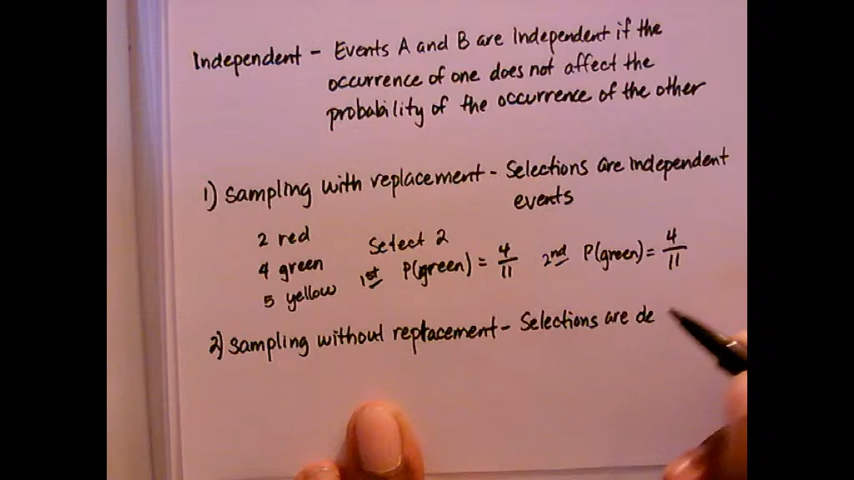 Independent - Events A and B are independent if the
occurrence of one does not affect the
probability of the occurrence of the other
1) Sampling with replacement - Selections are independent
events
2 red
4 green
5 yellow
Select 2
1st P(green) = 4/11 2nd P(green) = 4/11
2) Sampling without replacement - Selections are de